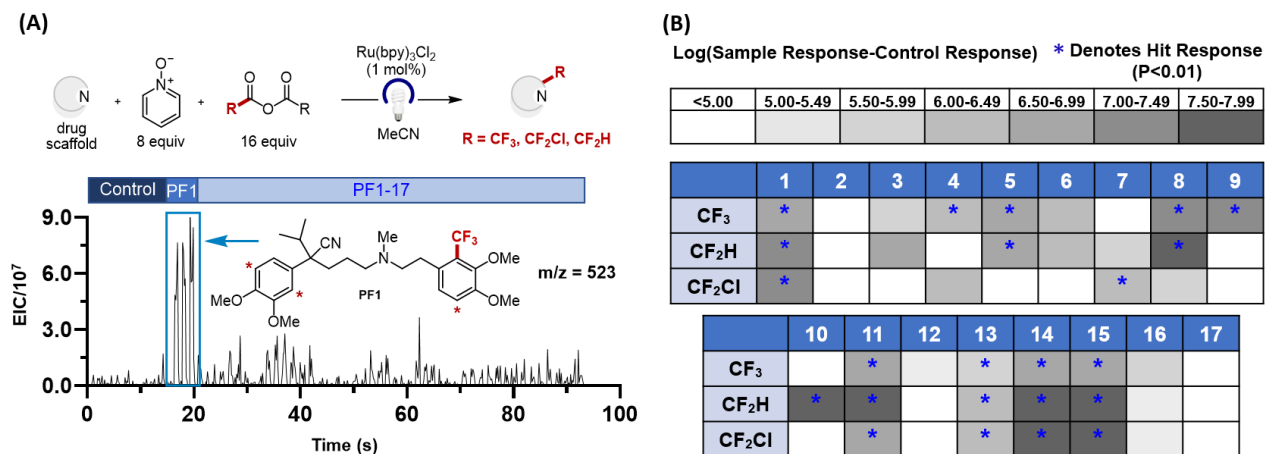 (A)
O⁻
N⁺
N
drug
scaffold
+
8 equiv
+
O O
R O R
16 equiv
Ru(bpy)₃Cl₂
(1 mol%)
MeCN
R
N
R = CF₃, CF₂Cl, CF₂H
Control PF1 PF1-17
EIC/10⁷
9.0
6.0
3.0
0.0
0 20 40 60 80 100
Time (s)
CN
Me
N
CF₃
OMe
OMe
MeO
OMe
* * *
PF1
m/z = 523
(B)
Log(Sample Response-Control Response) * Denotes Hit Response
(P<0.01)
<5.00 5.00-5.49 5.50-5.99 6.00-6.49 6.50-6.99 7.00-7.49 7.50-7.99
1 2 3 4 5 6 7 8 9
CF₃ * * * * *
CF₂H * * *
CF₂Cl * *
10 11 12 13 14 15 16 17
CF₃ * * * *
CF₂H * * * * *
CF₂Cl * * * *